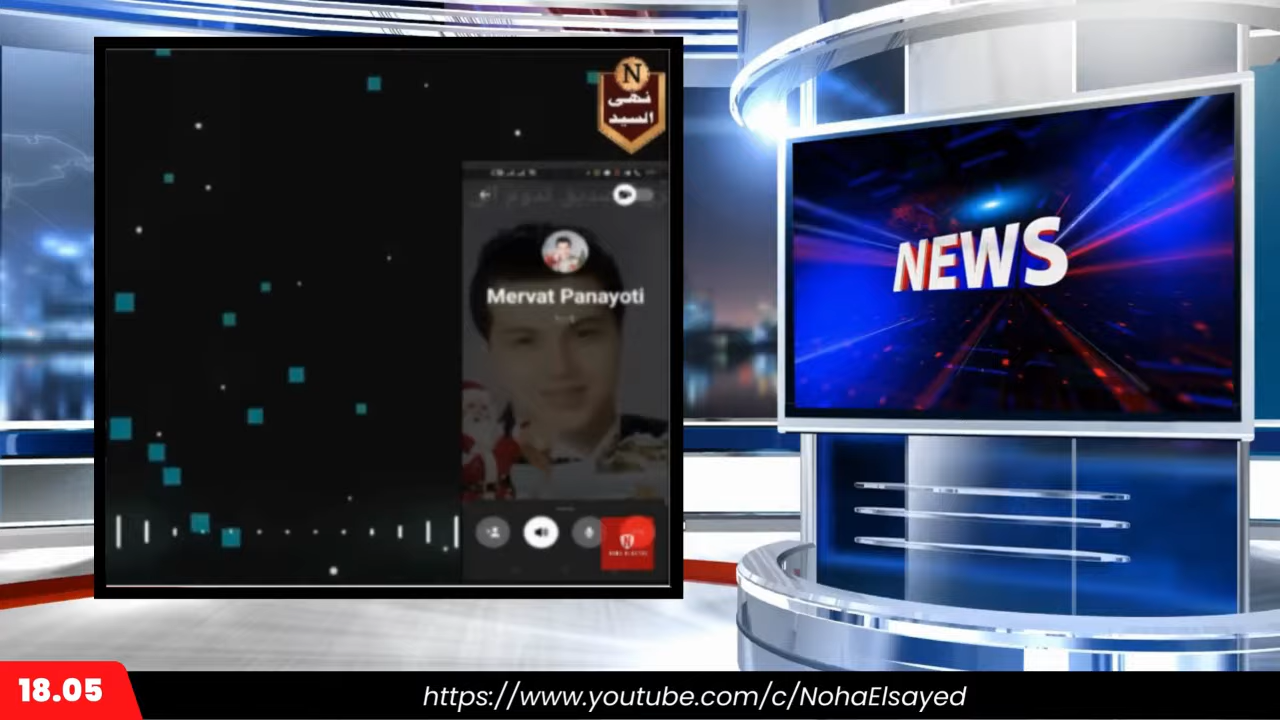 N
نهى
السيد
Mervat Panayoti
NEWS
18.05
https://www.youtube.com/c/NohaElsayed